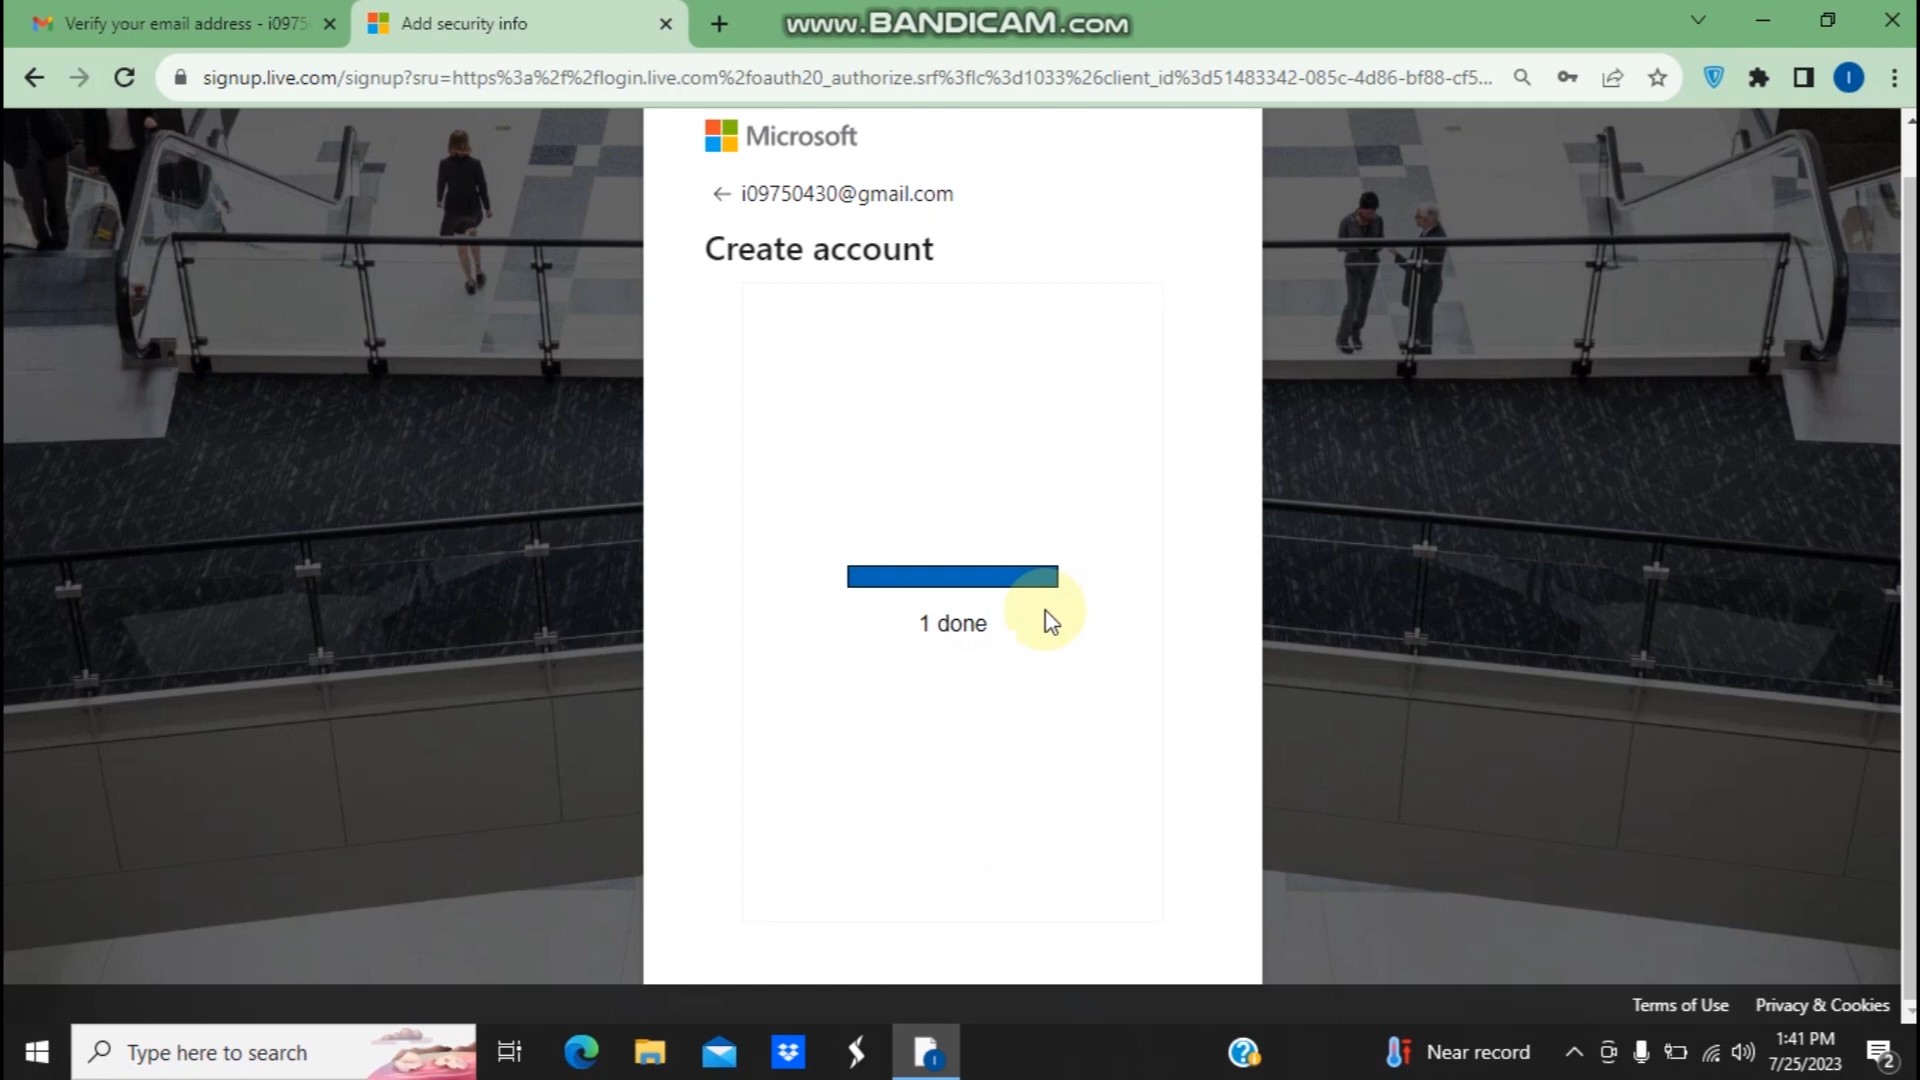 Verify your email address - i0975
Add security info
www.BANDICAM.com
signup.live.com/signup?sru=https%3a%2f%2flogin.live.com%2foauth20_authorize.srf%3flc%3d1033%26client_id%3d51483342-085c-4d86-bf88-cf5...
I
Microsoft
i09750430@gmail.com
Create account
1 done
Terms of Use
Privacy & Cookies
Type here to search
Near record
1:41 PM
7/25/2023
2